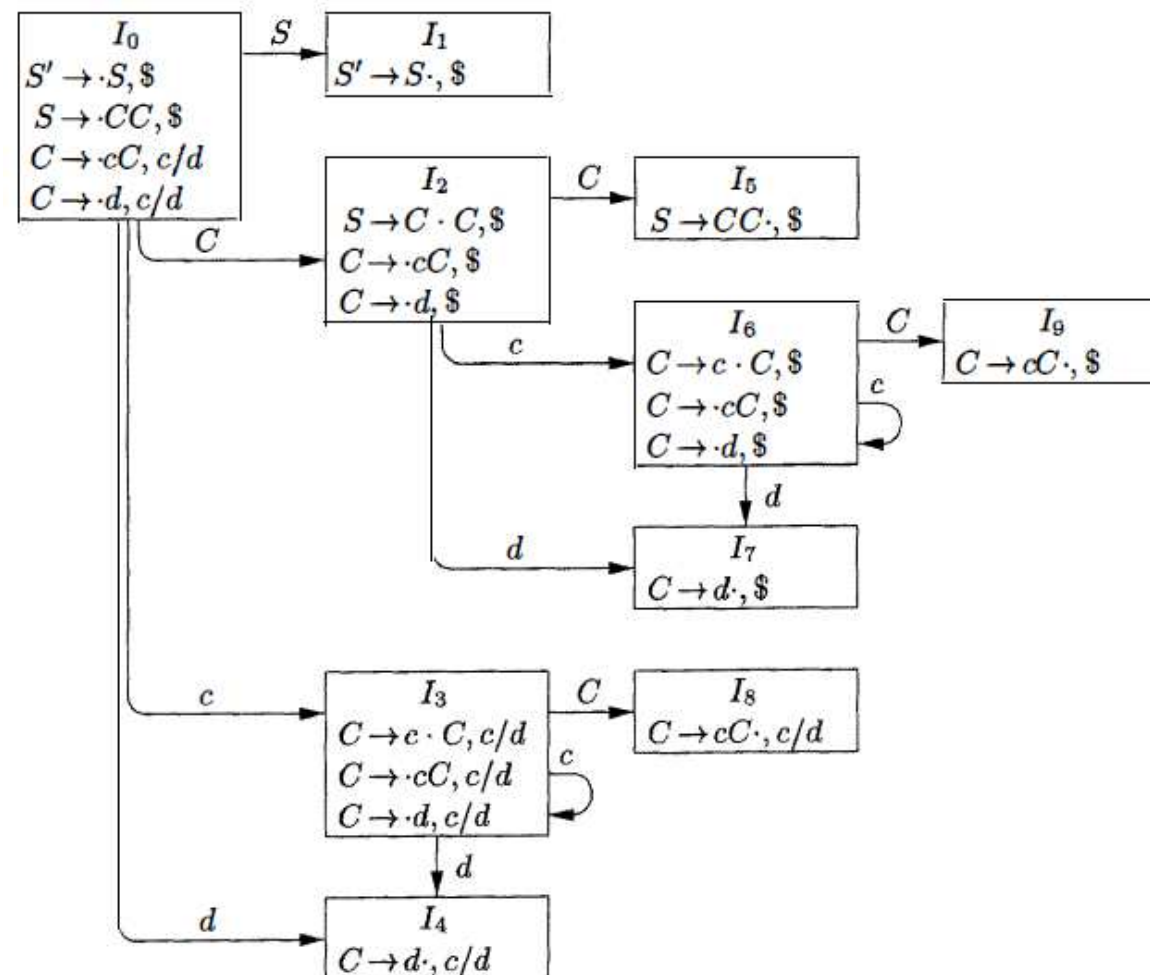 I₀
S′ → ·S, $
S → ·CC, $
C → ·cC, c/d
C → ·d, c/d
S
I₁
S′ → S·, $
C
I₂
S → C · C, $
C → ·cC, $
C → ·d, $
C
I₅
S → CC·, $
c
I₆
C → c · C, $
C → ·cC, $
C → ·d, $
C
I₉
C → cC·, $
c
d
d
I₇
C → d·, $
c
I₃
C → c · C, c/d
C → ·cC, c/d
C → ·d, c/d
C
I₈
C → cC·, c/d
c
d
d
I₄
C → d·, c/d